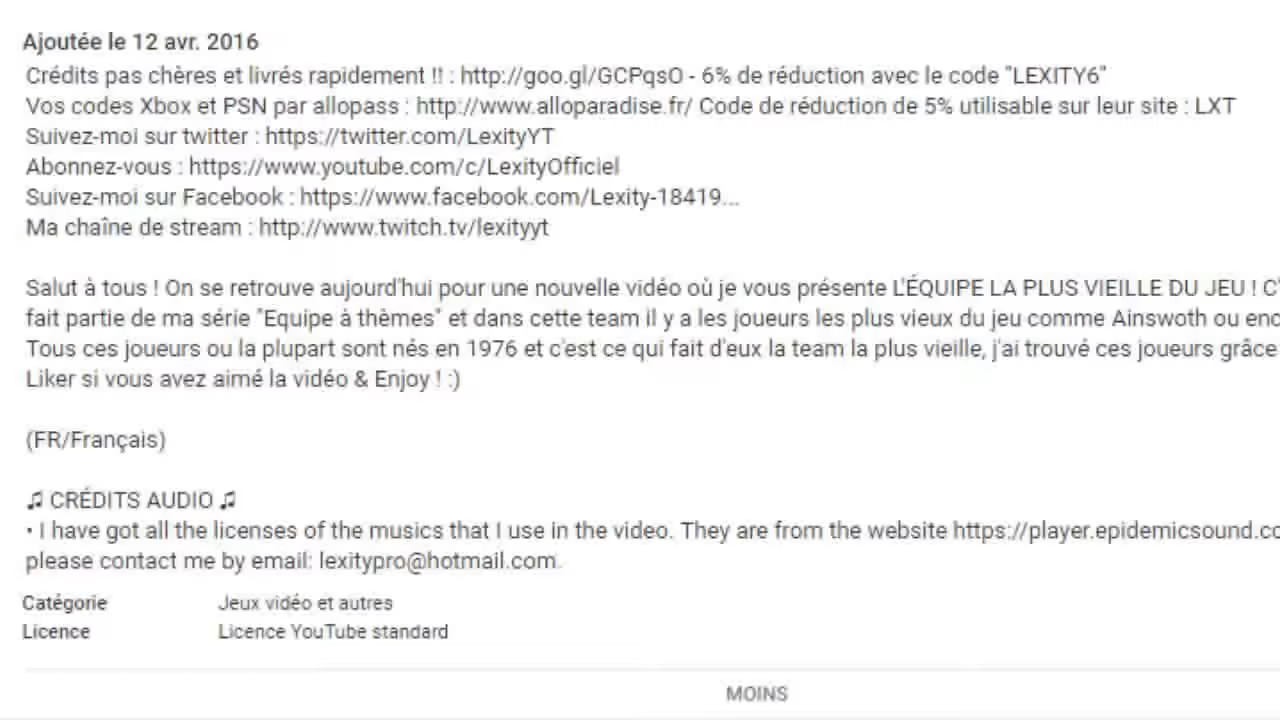 Ajoutée le 12 avr. 2016
Crédits pas chères et livrés rapidement !! : http://goo.gl/GCPqsO - 6% de réduction avec le code "LEXITY6"
Vos codes Xbox et PSN par allopass : http://www.alloparadise.fr/ Code de réduction de 5% utilisable sur leur site : LXT
Suivez-moi sur twitter : https://twitter.com/LexityYT
Abonnez-vous : https://www.youtube.com/c/LexityOfficiel
Suivez-moi sur Facebook : https://www.facebook.com/Lexity-18419...
Ma chaîne de stream : http://www.twitch.tv/lexityyt
Salut à tous ! On se retrouve aujourd'hui pour une nouvelle vidéo où je vous présente L'ÉQUIPE LA PLUS VIEILLE DU JEU !
fait partie de ma série "Equipe à thèmes" et dans cette team il y a les joueurs les plus vieux du jeu comme Ainswoth ou
Tous ces joueurs ou la plupart sont nés en 1976 et c'est ce qui fait d'eux la team la plus vieille, j'ai trouvé ces joueurs grâce
Liker si vous avez aimé la vidéo & Enjoy ! :)
(FR/Français)
♫ CRÉDITS AUDIO ♫
• I have got all the licenses of the musics that I use in the video. They are from the website https://player.epidemicsound.co
please contact me by email: lexitypro@hotmail.com.
Catégorie Jeux vidéo et autres
Licence Licence YouTube standard
MOINS